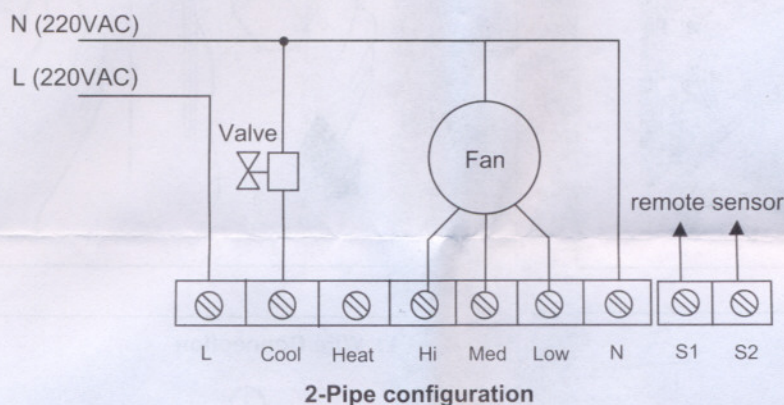 N (220VAC)
L (220VAC)
Valve
Fan
remote sensor
L Cool Heat Hi Med Low N S1 S2
2-Pipe configuration